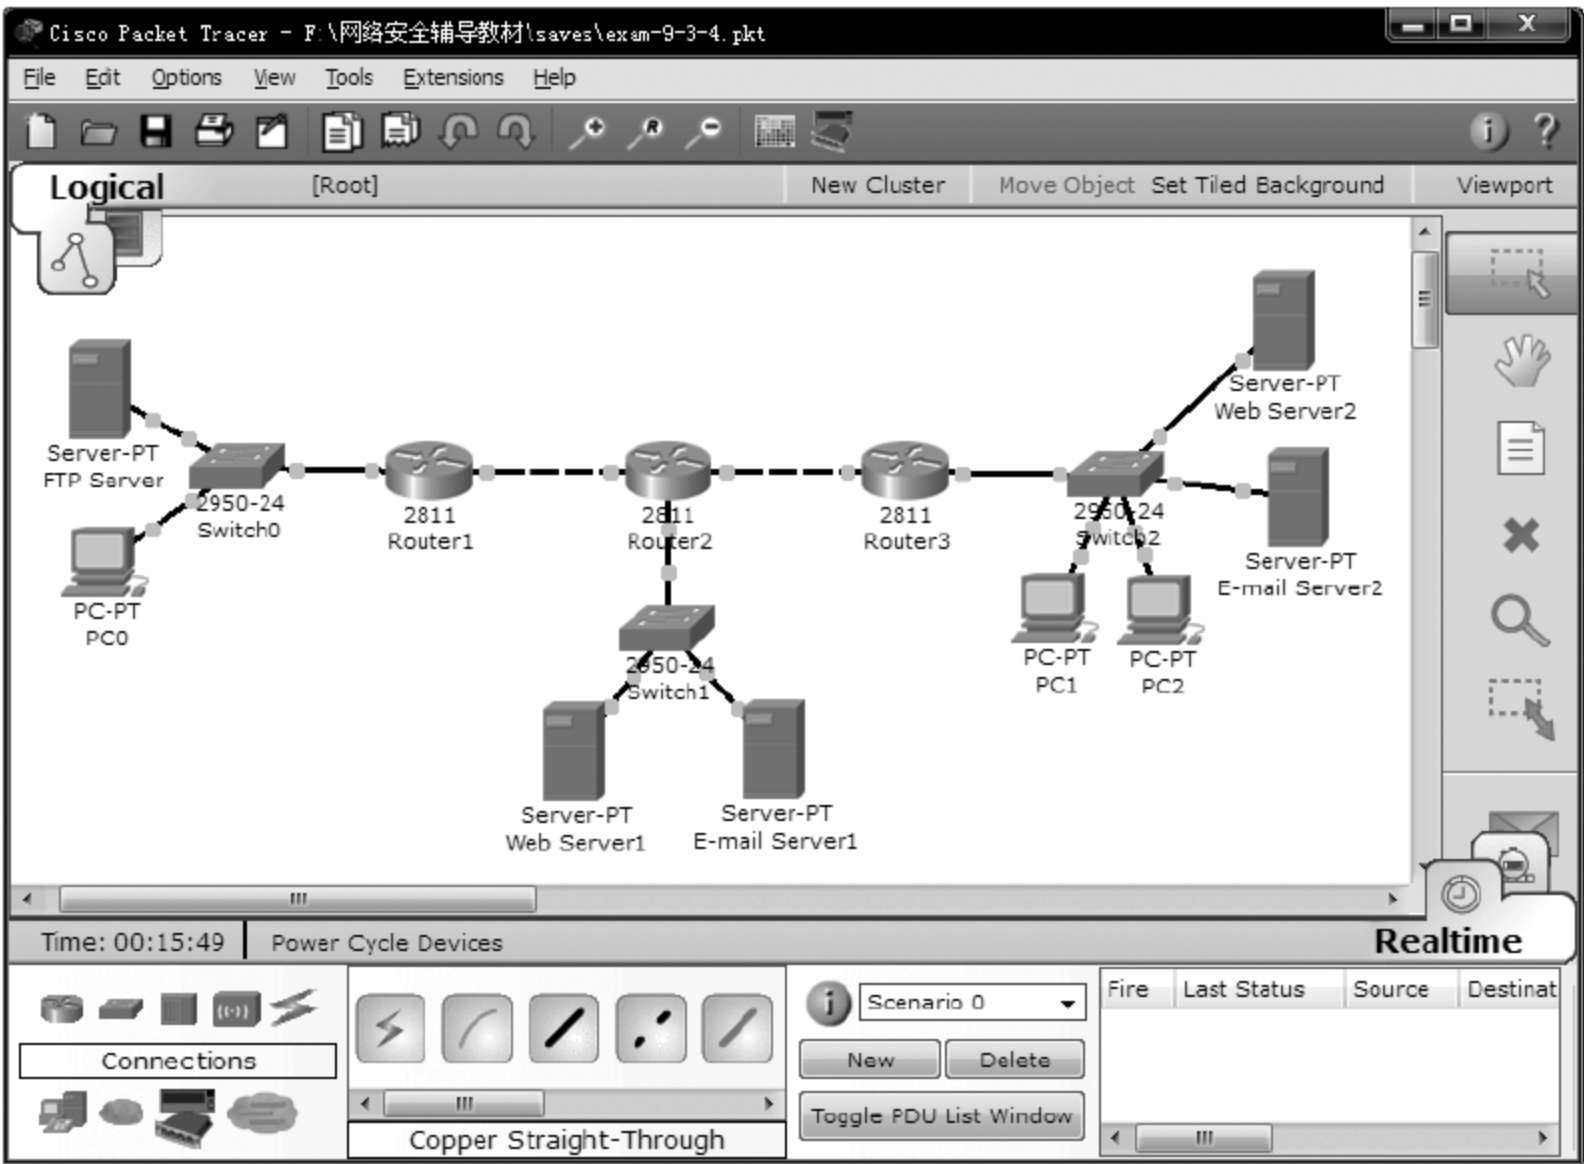 Cisco Packet Tracer - F:\网络安全辅导教材\saves\exam-9-3-4.pkt
File Edit Options View Tools Extensions Help
Logical [Root] New Cluster Move Object Set Tiled Background Viewport
Server-PT
Web Server2
Server-PT
FTP Server
2950-24
Switch0
2811
Router1
2811
Router2
2811
Router3
2950-24
Switch2
Server-PT
E-mail Server2
PC-PT
PC0
PC-PT
PC1
PC-PT
PC2
2950-24
Switch1
Server-PT
Web Server1
Server-PT
E-mail Server1
Time: 00:15:49 Power Cycle Devices
Realtime
Connections
Copper Straight-Through
Scenario 0
New Delete
Toggle PDU List Window
Fire Last Status Source Destinat